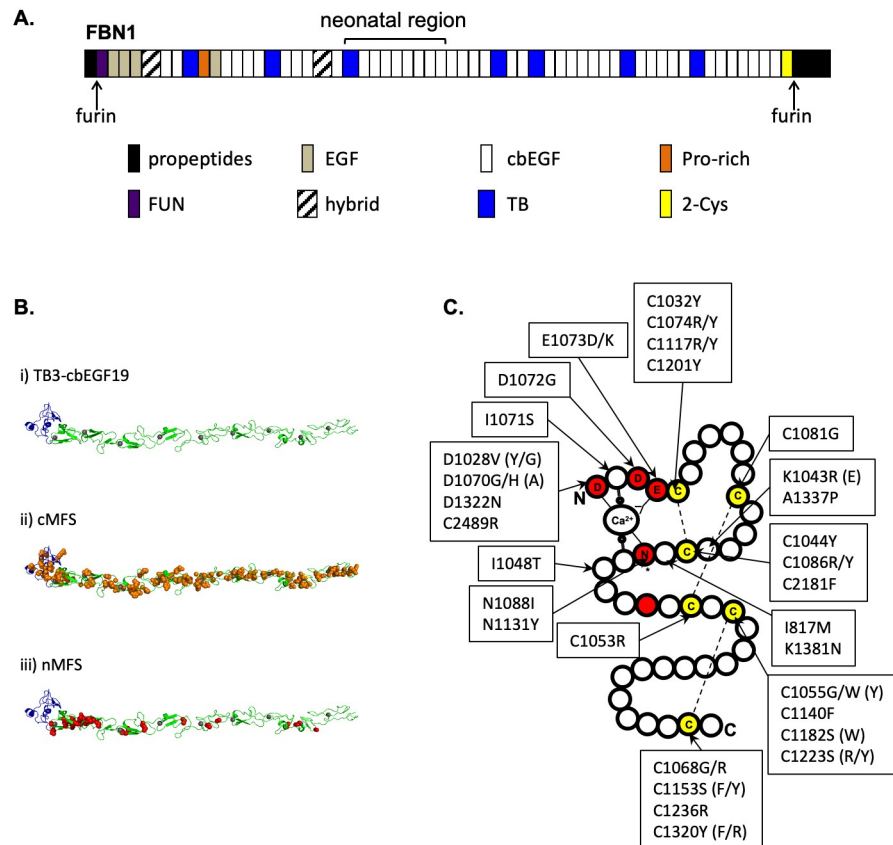 A.
neonatal region
FBN1
furin
furin
propeptides
EGF
cbEGF
Pro-rich
FUN
hybrid
TB
2-Cys
B.
i) TB3-cbEGF19
ii) cMFS
iii) nMFS
C.
C1032Y
C1074R/Y
C1117R/Y
C1201Y
E1073D/K
D1072G
I1071S
D1028V (Y/G)
D1070G/H (A)
D1322N
C2489R
C1081G
K1043R (E)
A1337P
C1044Y
C1086R/Y
C2181F
I1048T
N1088I
N1131Y
C1053R
I817M
K1381N
C1055G/W (Y)
C1140F
C1182S (W)
C1223S (R/Y)
C1068G/R
C1153S (F/Y)
C1236R
C1320Y (F/R)
N
D
D
E
C
C
Ca²⁺
N
C
C
C
C
C